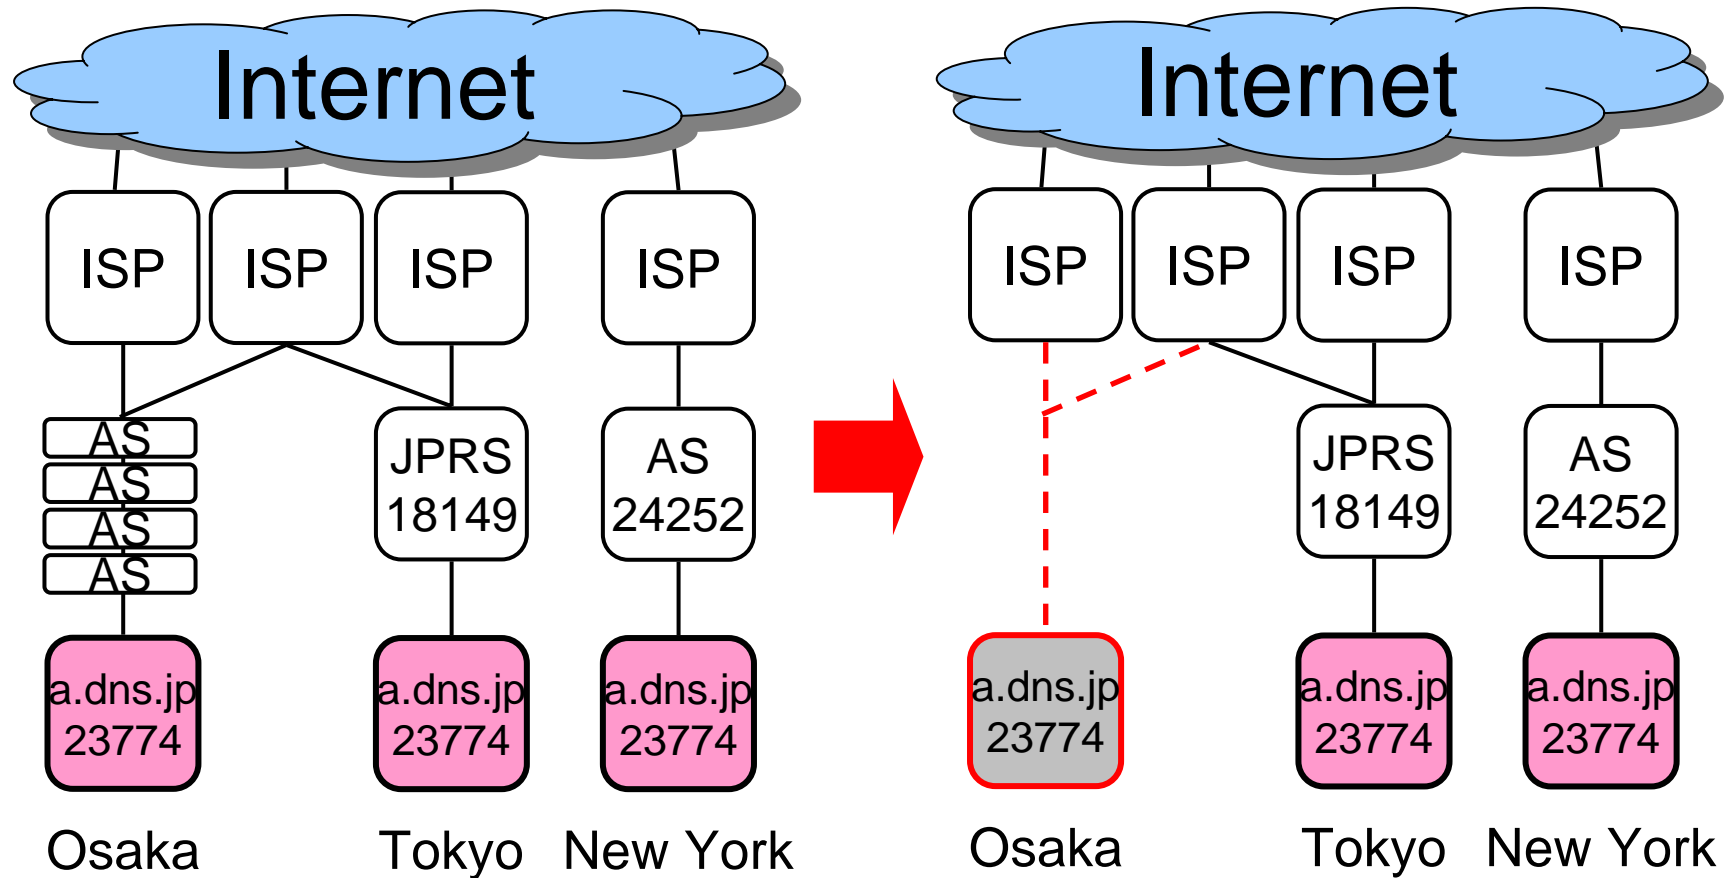 Internet
ISP
ISP
ISP
ISP
AS
AS
AS
AS
JPRS
18149
AS
24252
a.dns.jp
23774
a.dns.jp
23774
a.dns.jp
23774
Osaka
Tokyo
New York
Internet
ISP
ISP
ISP
ISP
JPRS
18149
AS
24252
a.dns.jp
23774
a.dns.jp
23774
a.dns.jp
23774
Osaka
Tokyo
New York